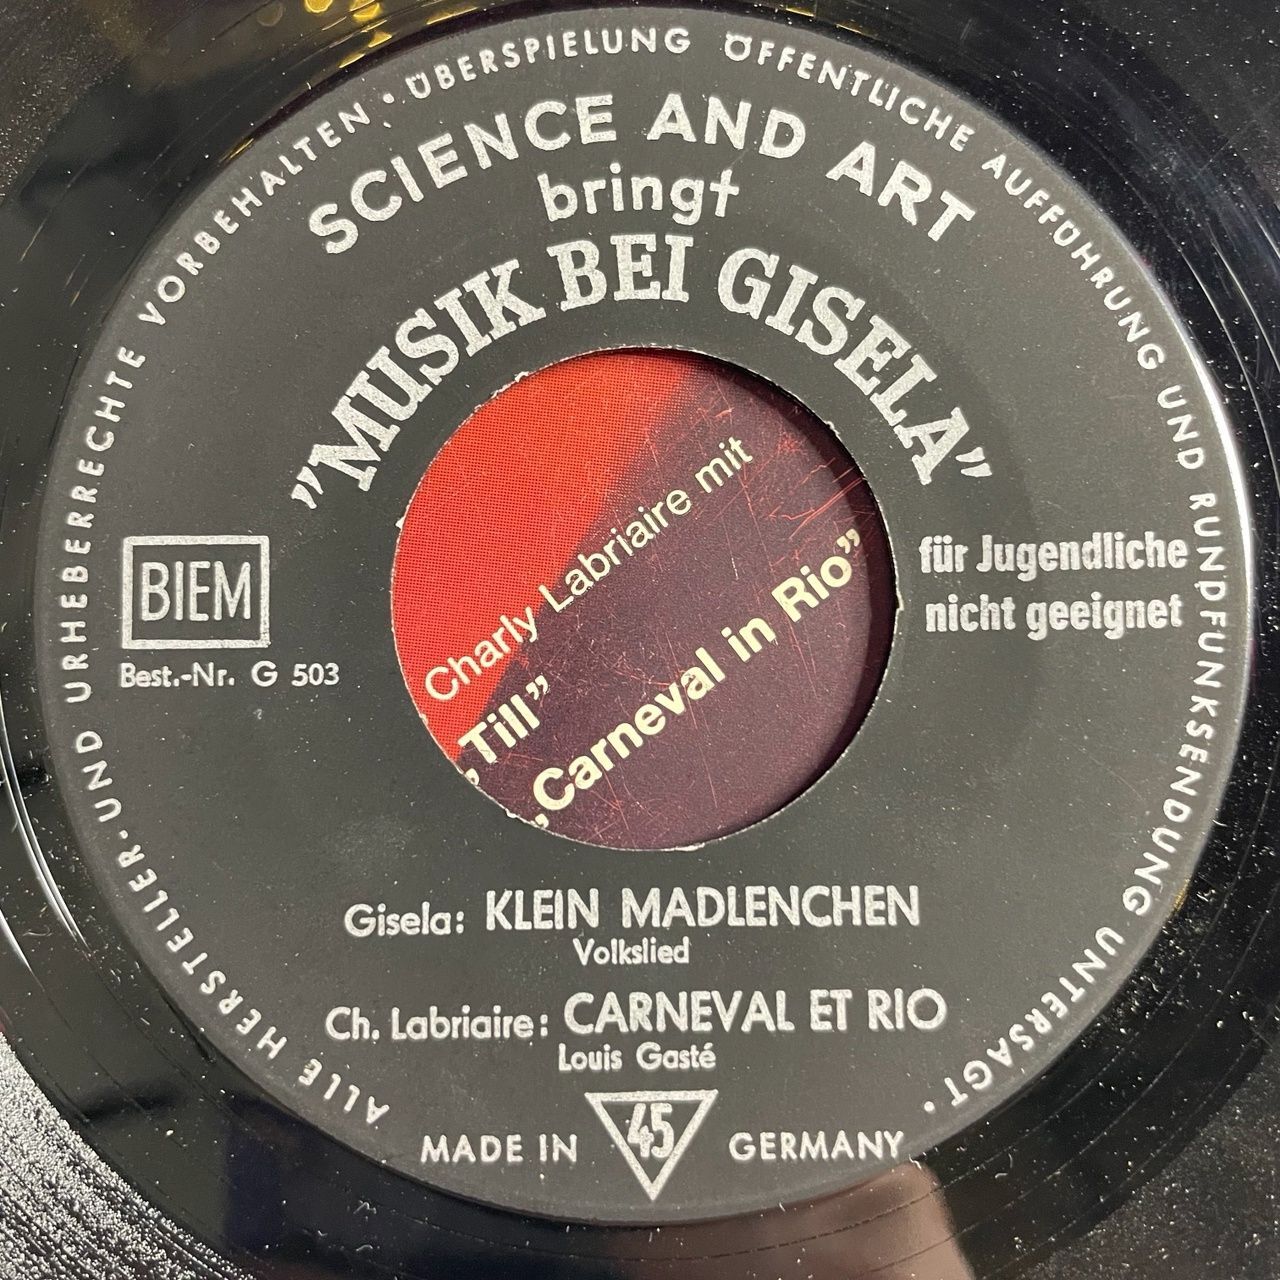 ALLE HERSTELLER- UND URHEBERRECHTE VORBEHALTEN • ÜBERSPIELUNG ÖFFENTLICHE AUFFÜHRUNG UND RUNDFUNKSENDUNG UNTERSAGT •
SCIENCE AND ART
bringt
"MUSIK BEI GISELA"
BIEM
Best.-Nr. G 503
für Jugendliche
nicht geeignet
Charly Labriaire mit
„Till”
„Carneval in Rio”
Gisela: KLEIN MADLENCHEN
Volkslied
Ch. Labriaire: CARNEVAL ET RIO
Louis Gasté
MADE IN 45 GERMANY